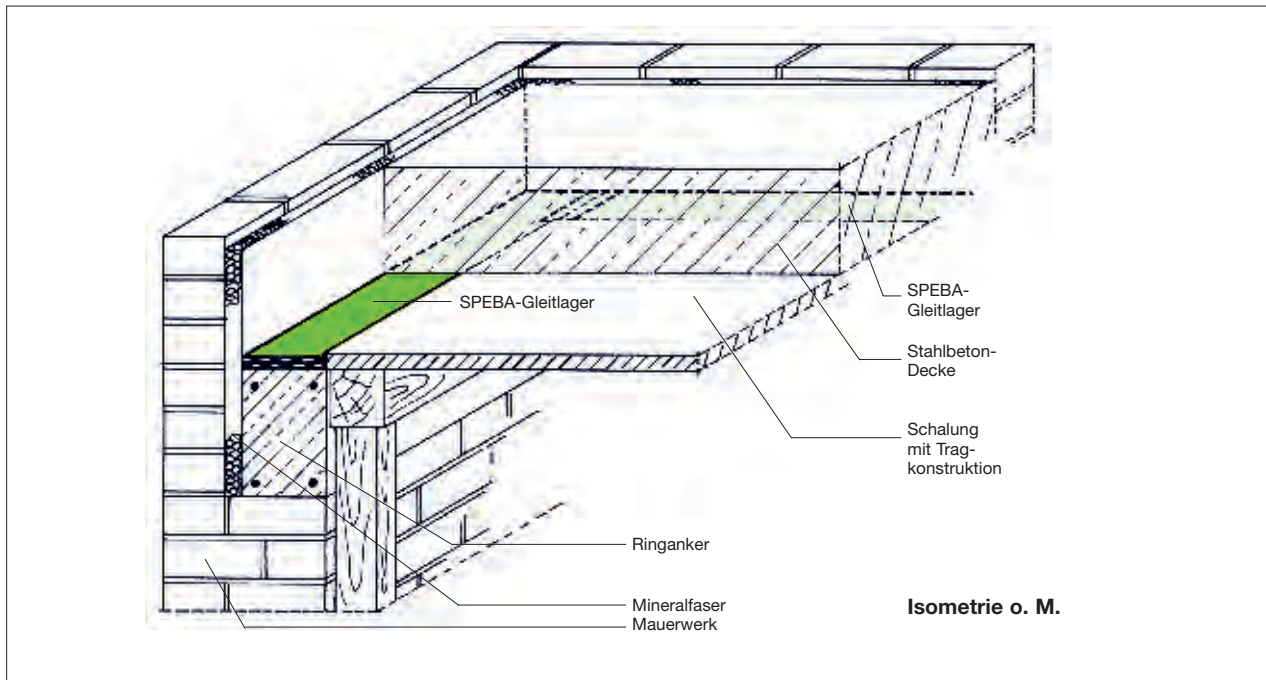 SPEBA-Gleitlager
SPEBA-
Gleitlager
Stahlbeton-
Decke
Schalung
mit Trag-
konstruktion
Ringanker
Mineralfaser
Mauerwerk
Isometrie o. M.